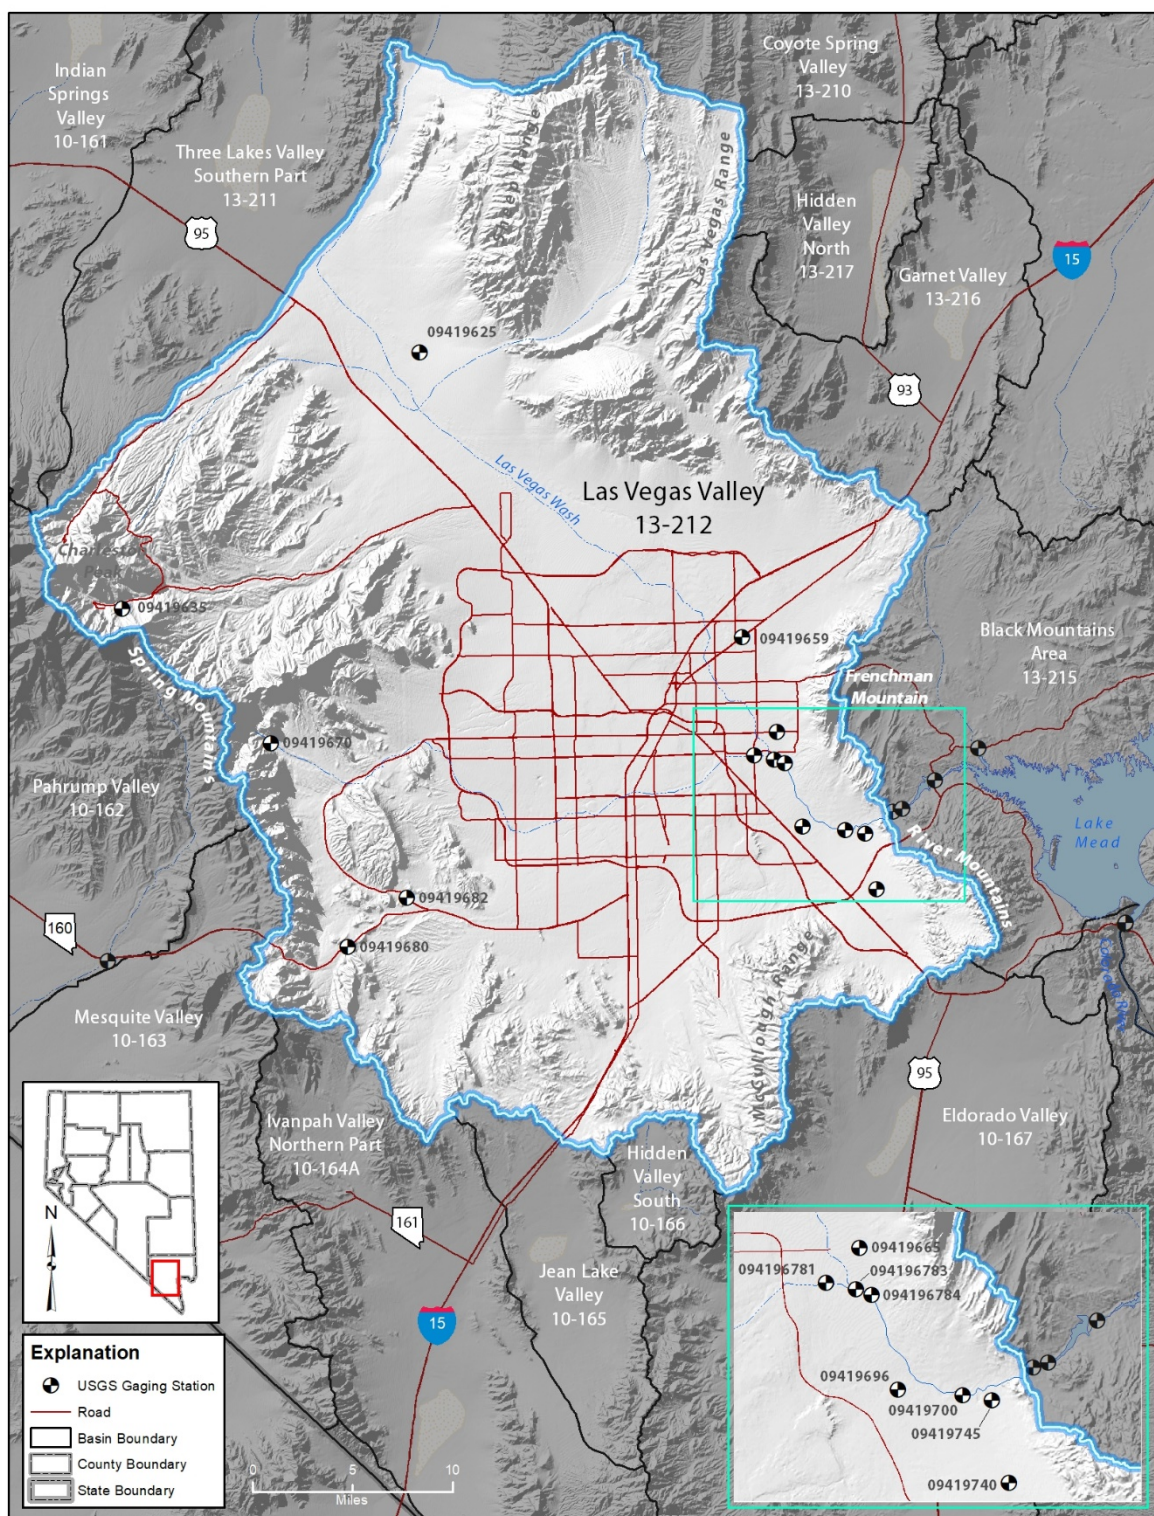 Indian
Springs
Valley
10-161
Three Lakes Valley
Southern Part
13-211
Coyote Spring
Valley
13-210
95
Sheep Range
Las Vegas Range
Hidden
Valley
North
13-217
15
Garnet Valley
13-216
09419625
93
Las Vegas Wash
Las Vegas Valley
13-212
Charleston
Peak
09419635
09419659
Black Mountains
Area
13-215
Spring Mountains
Frenchman
Mountain
09419670
Pahrump Valley
10-162
Lake
Mead
River Mountains
09419682
160
09419680
Colorado River
Mesquite Valley
10-163
McCullough Range
95
Ivanpah Valley
Northern Part
10-164A
Eldorado Valley
10-167
Hidden
Valley
South
10-166
N
161
Jean Lake
Valley
10-165
15
09419665
094196781
094196783
094196784
09419696
09419700
09419745
09419740
Explanation
USGS Gaging Station
Road
Basin Boundary
County Boundary
State Boundary
0 5 10
Miles